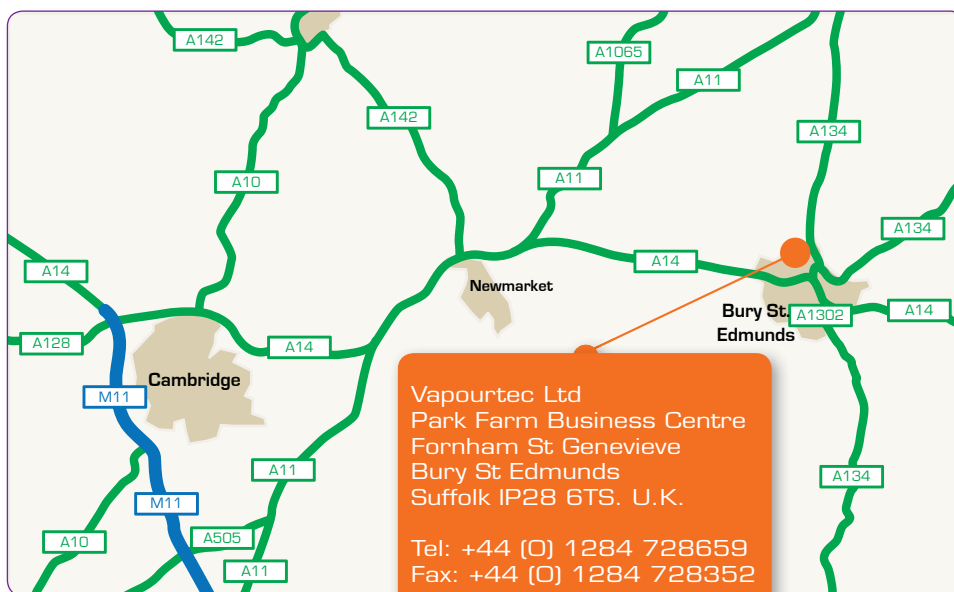 A142
A1065
A11
A142
A134
A10
A11
A134
A14
A14
Newmarket
Bury St.
Edmunds
A1302
A14
A128
A14
Cambridge
M11
Vapourtec Ltd
Park Farm Business Centre
Fornham St Genevieve
Bury St Edmunds
Suffolk IP28 6TS. U.K.
Tel: +44 (0) 1284 728659
Fax: +44 (0) 1284 728352
A11
A134
M11
A10
A505
A11